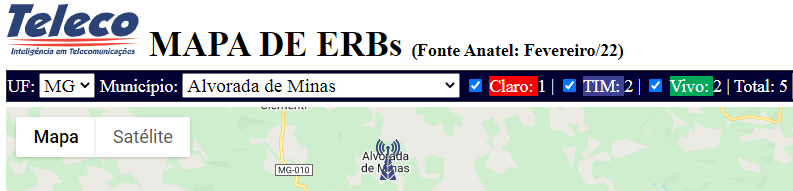 Teleco
Inteligência em Telecomunicações
MAPA DE ERBs (Fonte Anatel: Fevereiro/22)
UF: MG Município: Alvorada de Minas Claro: 1 | TIM: 2 | Vivo: 2 | Total: 5
Mapa Satélite
MG-010
Alvorada
de Minas